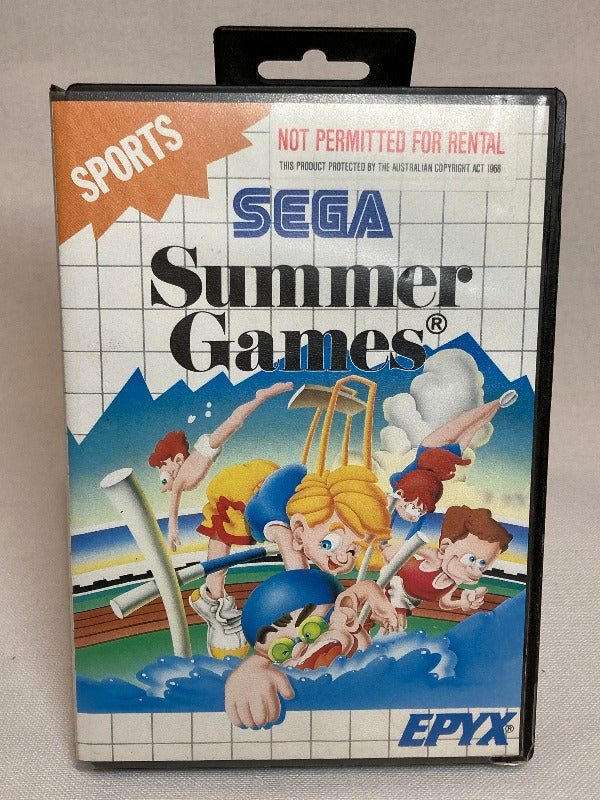 SPORTS
NOT PERMITTED FOR RENTAL
THIS PRODUCT PROTECTED BY THE AUSTRALIAN COPYRIGHT ACT 1968
SEGA
Summer
Games®
EPYX®